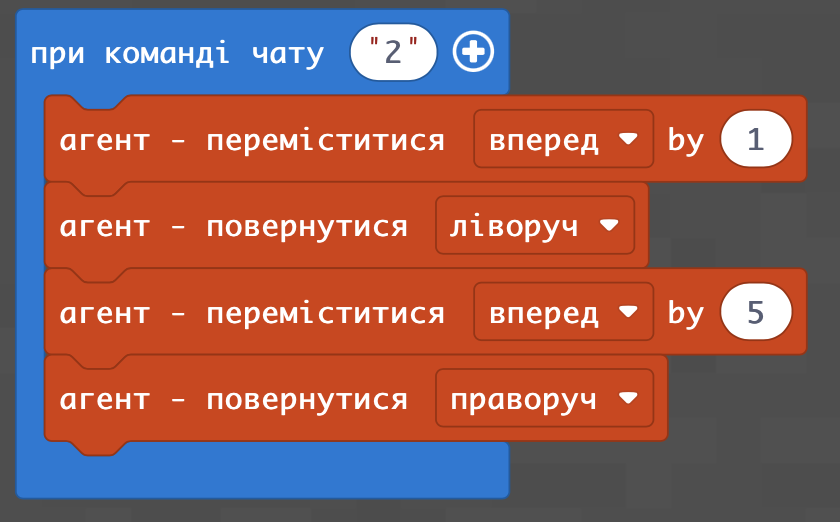 при команді чату "2"
агент - переміститися вперед by 1
агент - повернутися ліворуч
агент - переміститися вперед by 5
агент - повернутися праворуч